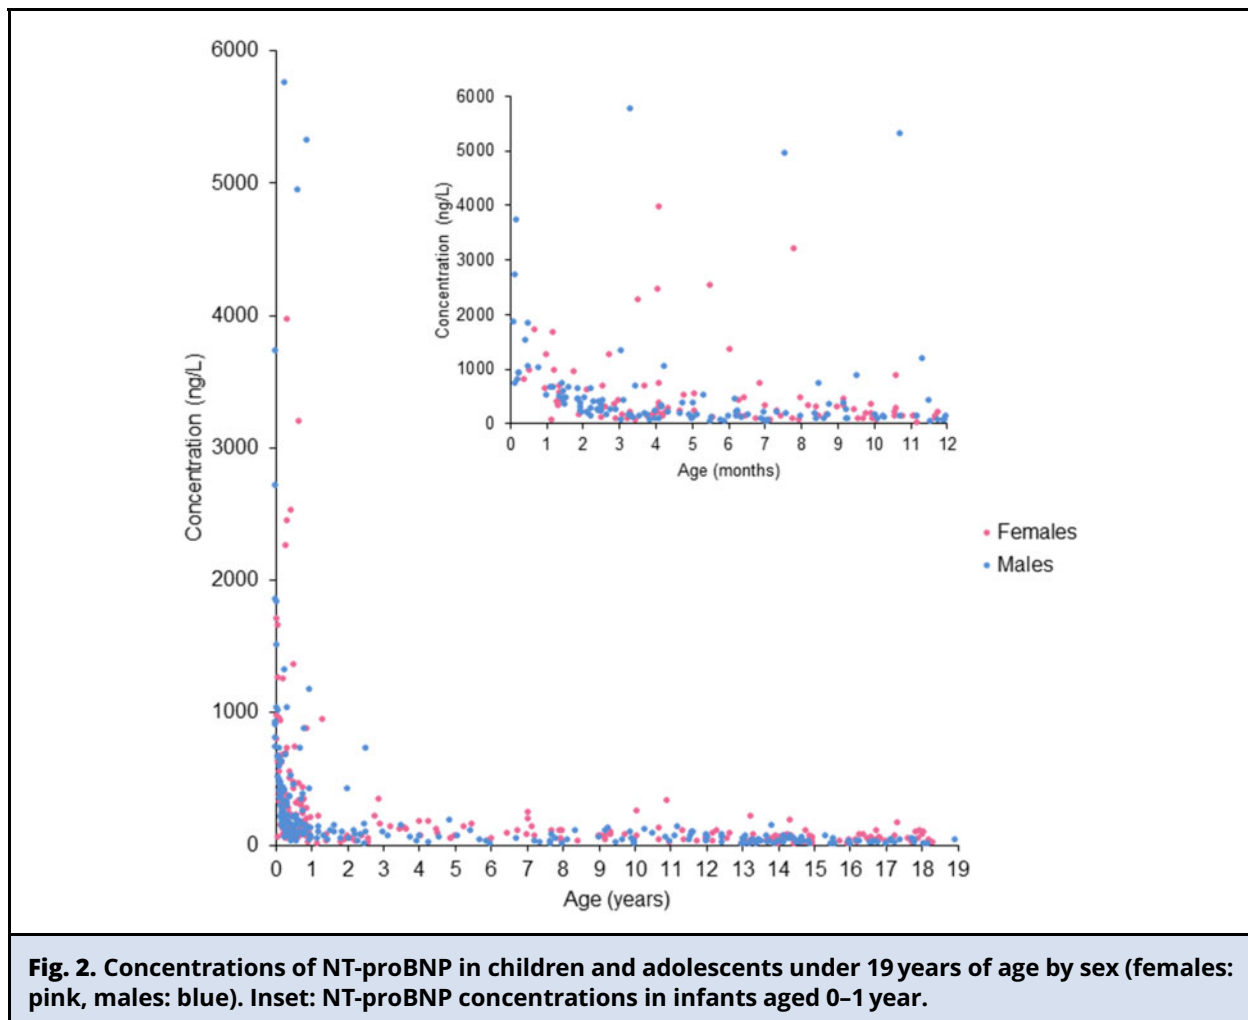 6000
5000
4000
3000
2000
1000
0
Concentration (ng/L)
0 1 2 3 4 5 6 7 8 9 10 11 12 13 14 15 16 17 18 19
Age (years)
6000
5000
4000
3000
2000
1000
0
Concentration (ng/L)
0 1 2 3 4 5 6 7 8 9 10 11 12
Age (months)
Females
Males
Fig. 2. Concentrations of NT-proBNP in children and adolescents under 19 years of age by sex (females:
pink, males: blue). Inset: NT-proBNP concentrations in infants aged 0–1 year.